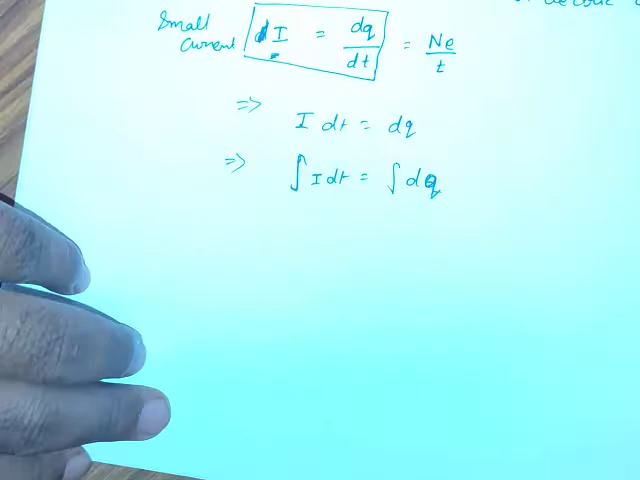 Small Current dI = dq/dt = Ne/t
=> I dt = dq
=> ∫ I dt = ∫ dq